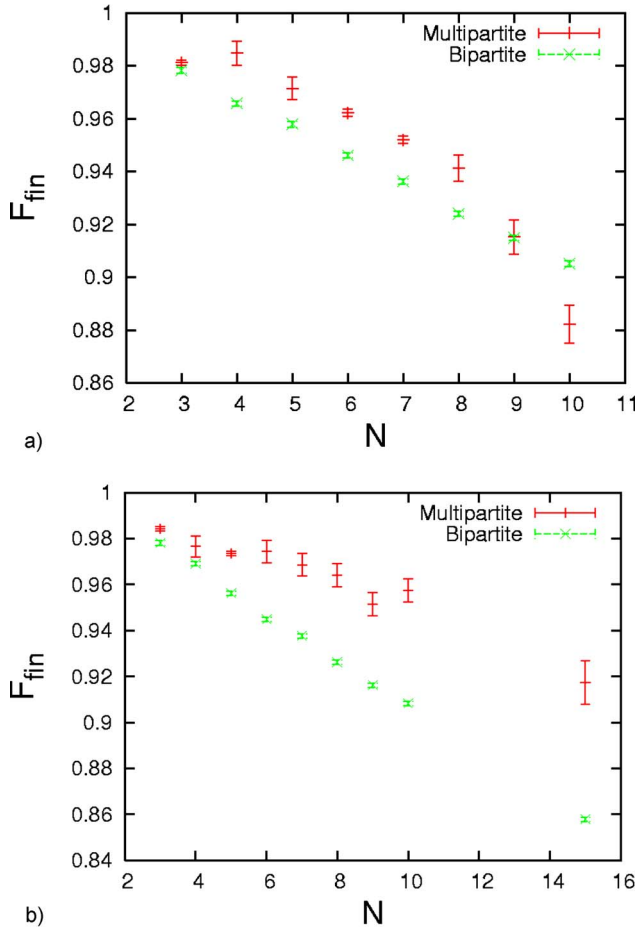 1
0.98
0.96
0.94
0.92
0.9
0.88
0.86
F_fin
Multipartite
Bipartite
2 3 4 5 6 7 8 9 10 11
N
a)
1
0.98
0.96
0.94
0.92
0.9
0.88
0.86
0.84
F_fin
Multipartite
Bipartite
2 4 6 8 10 12 14 16
N
b)